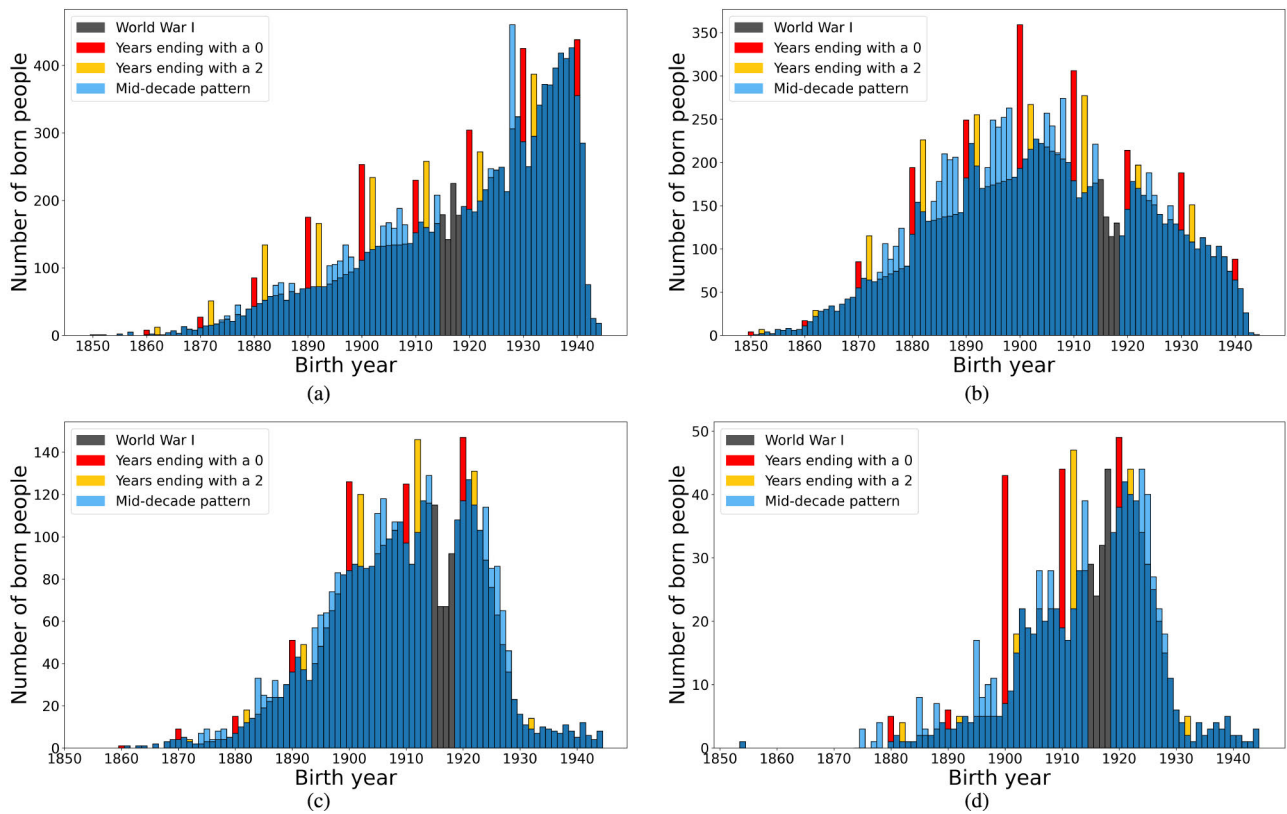 World War I
Years ending with a 0
Years ending with a 2
Mid-decade pattern
Number of born people
400
300
200
100
0
1850 1860 1870 1880 1890 1900 1910 1920 1930 1940
Birth year
(a)
World War I
Years ending with a 0
Years ending with a 2
Mid-decade pattern
Number of born people
350
300
250
200
150
100
50
0
1850 1860 1870 1880 1890 1900 1910 1920 1930 1940
Birth year
(b)
World War I
Years ending with a 0
Years ending with a 2
Mid-decade pattern
Number of born people
140
120
100
80
60
40
20
0
1850 1860 1870 1880 1890 1900 1910 1920 1930 1940
Birth year
(c)
World War I
Years ending with a 0
Years ending with a 2
Mid-decade pattern
Number of born people
50
40
30
20
10
0
1850 1860 1870 1880 1890 1900 1910 1920 1930 1940
Birth year
(d)